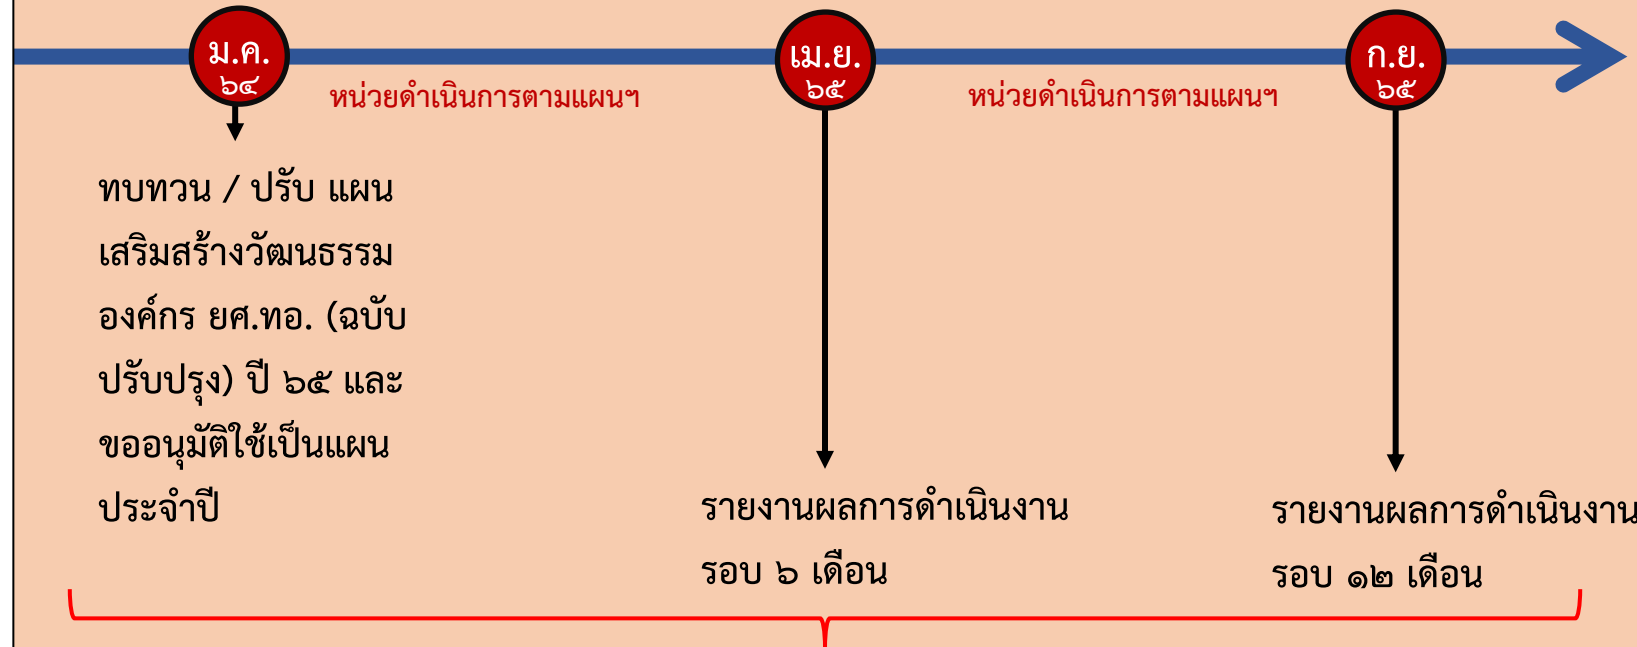 ม.ค.
๖๔
เม.ย.
๖๕
ก.ย.
๖๕
หน่วยดำเนินการตามแผนฯ
หน่วยดำเนินการตามแผนฯ
ทบทวน / ปรับ แผน
เสริมสร้างวัฒนธรรม
องค์กร ยศ.ทอ. (ฉบับ
ปรับปรุง) ปี ๖๕ และ
ขออนุมัติใช้เป็นแผน
ประจำปี
รายงานผลการดำเนินงาน
รอบ ๖ เดือน
รายงานผลการดำเนินงาน
รอบ ๑๒ เดือน